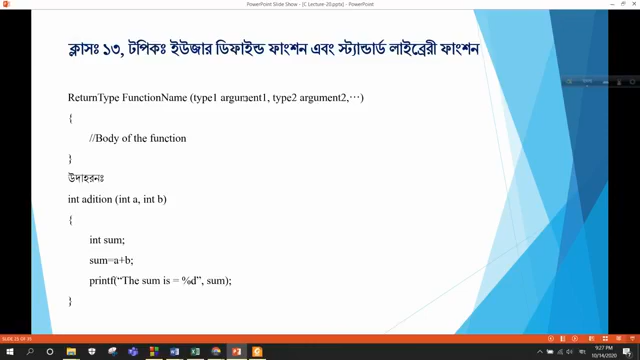 PowerPoint Slide Show - [C Lecture-20.pptx] - PowerPoint
ক্লাসঃ ১৩, টপিকঃ ইউজার ডিফাইন্ড ফাংশন এবং স্ট্যান্ডার্ড লাইব্রেরী ফাংশন
ReturnType FunctionName (type1 argument1, type2 argument2,⋯)
{
//Body of the function
}
উদাহরনঃ
int adition (int a, int b)
{
int sum;
sum=a+b;
printf(“The sum is = %d”, sum);
}
9:27 PM
10/14/2020